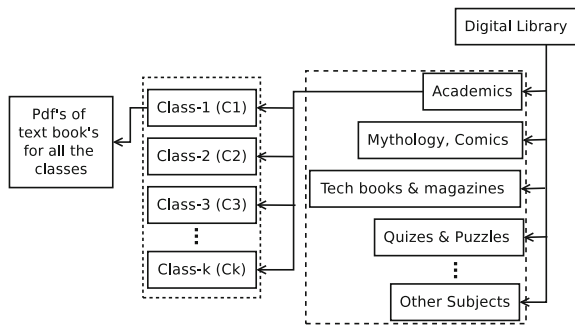 Digital Library
Academics
Mythology, Comics
Tech books & magazines
Quizes & Puzzles
Other Subjects
Class-1 (C1)
Class-2 (C2)
Class-3 (C3)
Class-k (Ck)
Pdf's of
text book's
for all the
classes